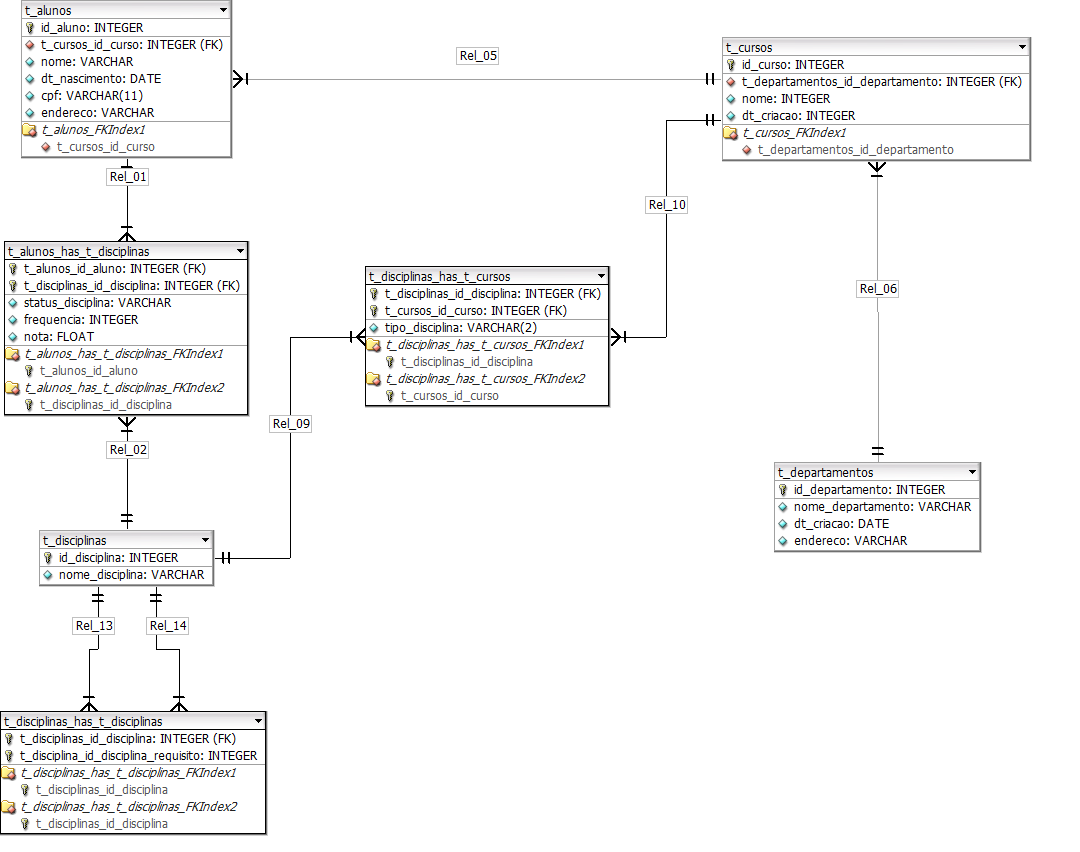 t_alunos
id_aluno: INTEGER
t_cursos_id_curso: INTEGER (FK)
nome: VARCHAR
dt_nascimento: DATE
cpf: VARCHAR(11)
endereco: VARCHAR
t_alunos_FKIndex1
t_cursos_id_curso
Rel_05
t_cursos
id_curso: INTEGER
t_departamentos_id_departamento: INTEGER (FK)
nome: INTEGER
dt_criacao: INTEGER
t_cursos_FKIndex1
t_departamentos_id_departamento
Rel_01
Rel_10
t_alunos_has_t_disciplinas
t_alunos_id_aluno: INTEGER (FK)
t_disciplinas_id_disciplina: INTEGER (FK)
status_disciplina: VARCHAR
frequencia: INTEGER
nota: FLOAT
t_alunos_has_t_disciplinas_FKIndex1
t_alunos_id_aluno
t_alunos_has_t_disciplinas_FKIndex2
t_disciplinas_id_disciplina
t_disciplinas_has_t_cursos
t_disciplinas_id_disciplina: INTEGER (FK)
t_cursos_id_curso: INTEGER (FK)
tipo_disciplina: VARCHAR(2)
t_disciplinas_has_t_cursos_FKIndex1
t_disciplinas_id_disciplina
t_disciplinas_has_t_cursos_FKIndex2
t_cursos_id_curso
Rel_06
Rel_09
Rel_02
t_departamentos
id_departamento: INTEGER
nome_departamento: VARCHAR
dt_criacao: DATE
endereco: VARCHAR
t_disciplinas
id_disciplina: INTEGER
nome_disciplina: VARCHAR
Rel_13
Rel_14
t_disciplinas_has_t_disciplinas
t_disciplinas_id_disciplina: INTEGER (FK)
t_disciplina_id_disciplina_requisito: INTEGER
t_disciplinas_has_t_disciplinas_FKIndex1
t_disciplinas_id_disciplina
t_disciplinas_has_t_disciplinas_FKIndex2
t_disciplinas_id_disciplina